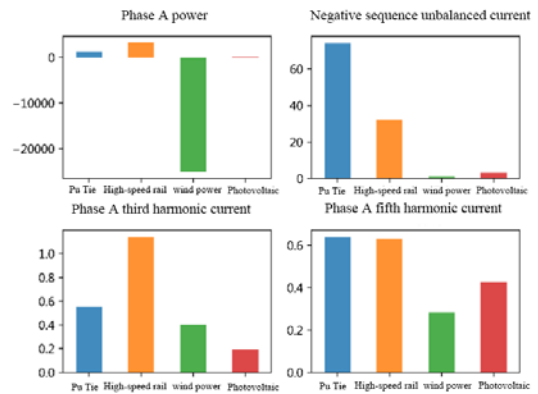 Phase A power
Negative sequence unbalanced current
0
−10000
−20000
Pu Tie High-speed rail wind power Photovoltaic
60
40
20
0
Pu Tie High-speed rail wind power Photovoltaic
Phase A third harmonic current
Phase A fifth harmonic current
1.0
0.8
0.6
0.4
0.2
0.0
Pu Tie High-speed rail wind power Photovoltaic
0.6
0.4
0.2
0.0
Pu Tie High-speed rail wind power Photovoltaic